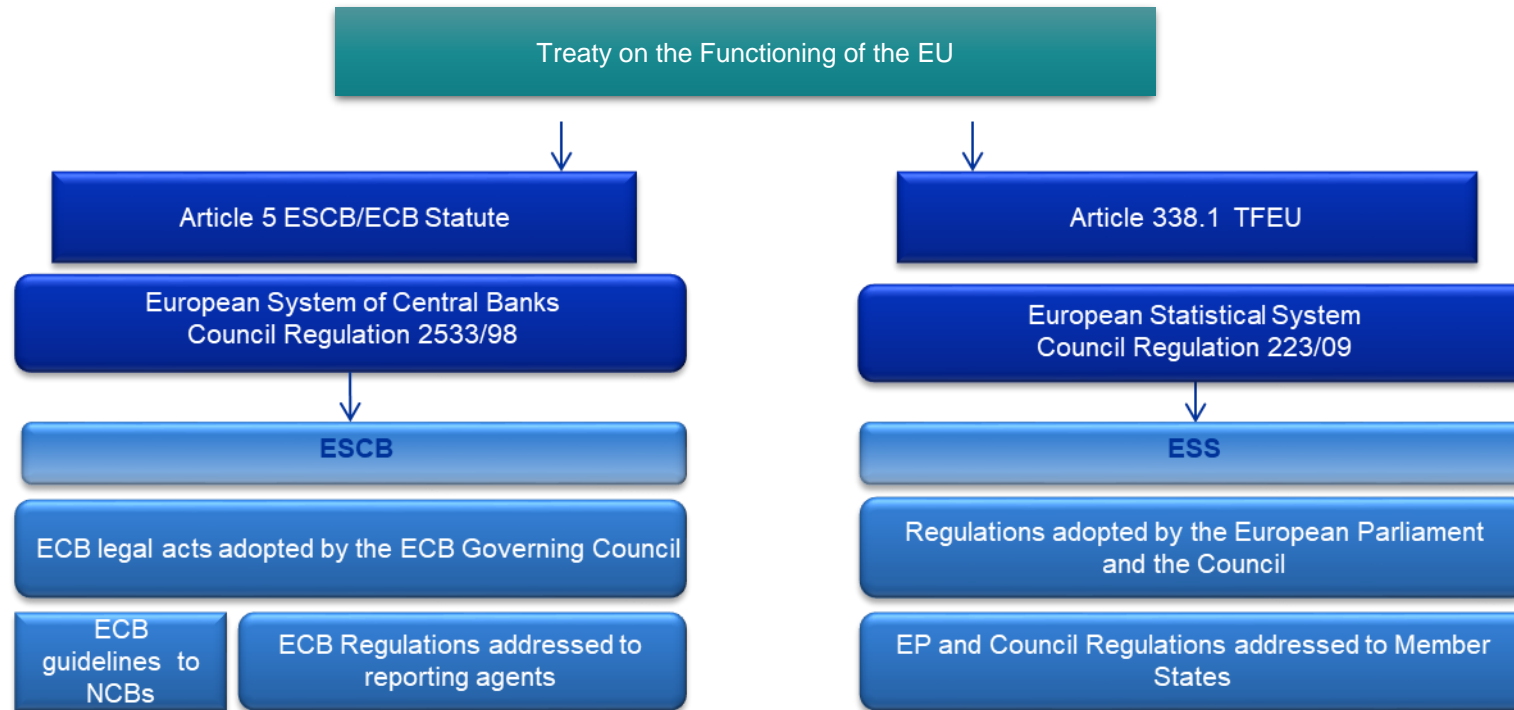 Treaty on the Functioning of the EU
Article 5 ESCB/ECB Statute
European System of Central Banks
Council Regulation 2533/98
ESCB
ECB legal acts adopted by the ECB Governing Council
ECB
guidelines to
NCBs
ECB Regulations addressed to
reporting agents
Article 338.1 TFEU
European Statistical System
Council Regulation 223/09
ESS
Regulations adopted by the European Parliament
and the Council
EP and Council Regulations addressed to Member
States